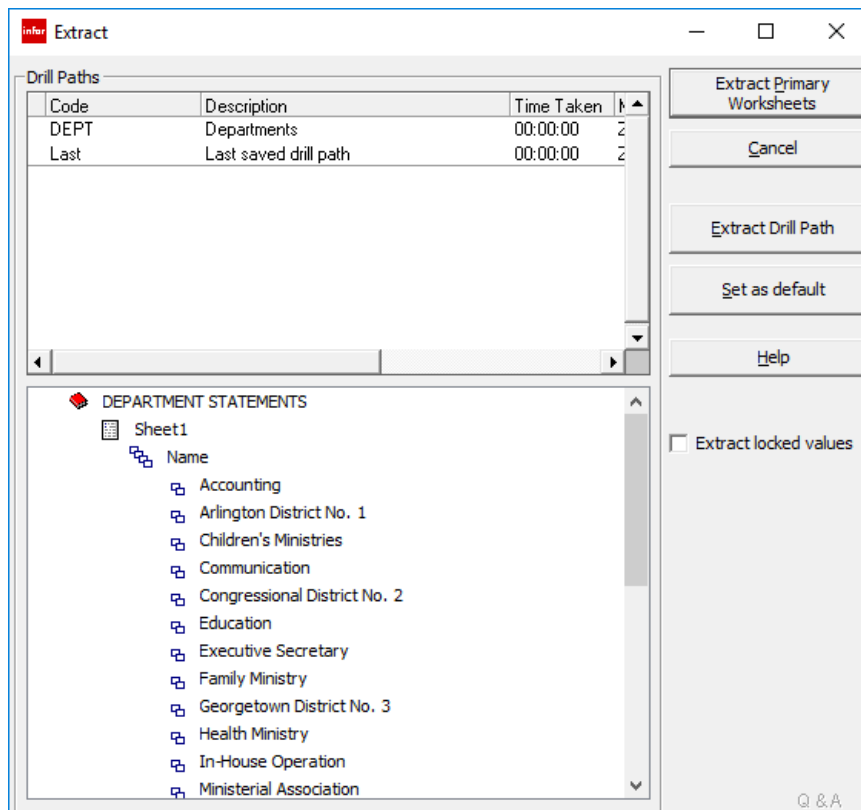 infor Extract
Drill Paths
Code Description Time Taken
DEPT Departments 00:00:00
Last Last saved drill path 00:00:00
Extract Primary
Worksheets
Cancel
Extract Drill Path
Set as default
Help
Extract locked values
DEPARTMENT STATEMENTS
Sheet1
Name
Accounting
Arlington District No. 1
Children's Ministries
Communication
Congressional District No. 2
Education
Executive Secretary
Family Ministry
Georgetown District No. 3
Health Ministry
In-House Operation
Ministerial Association
Q & A